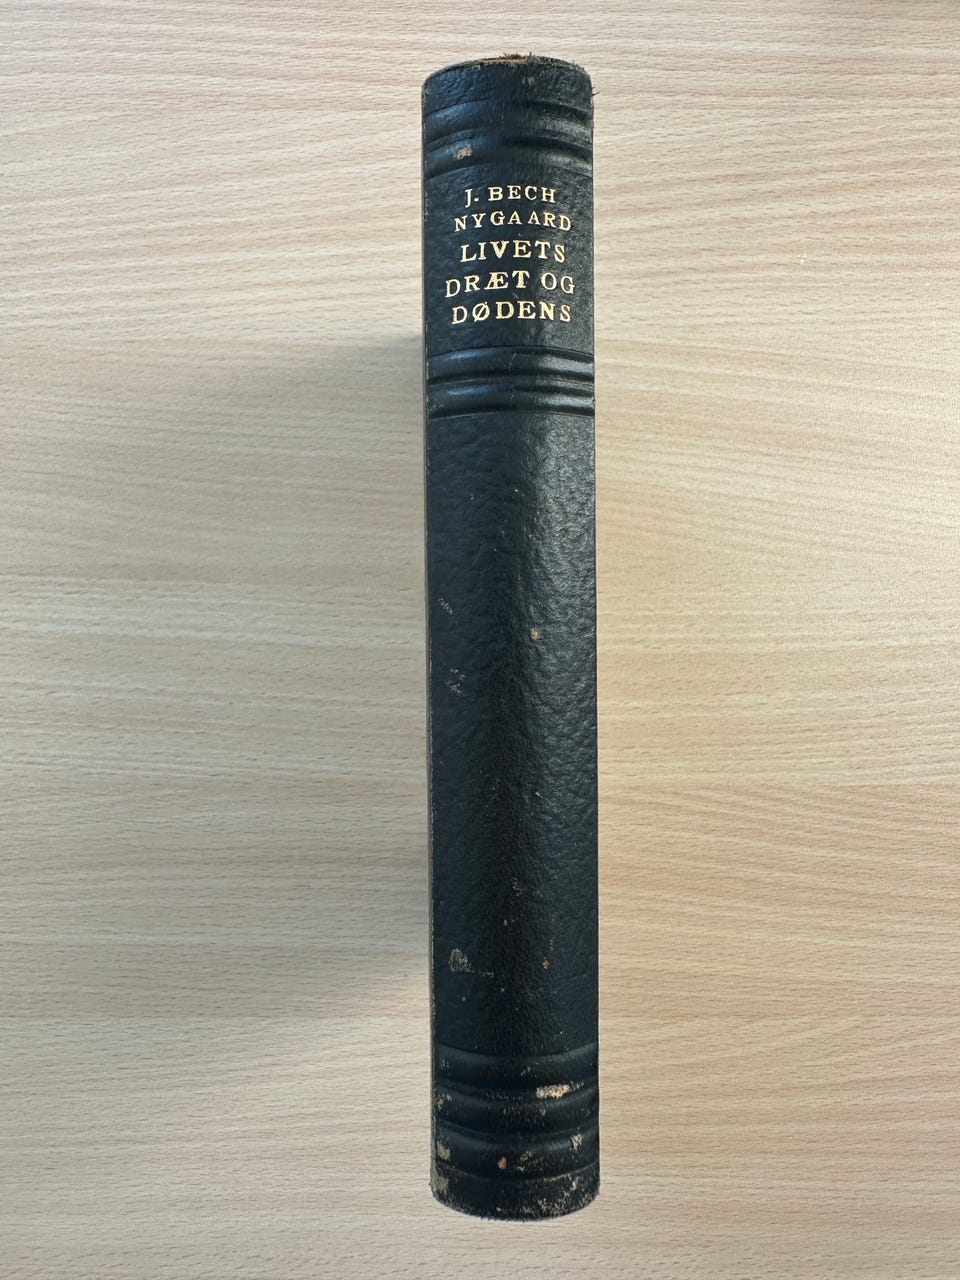 J. BECH
NYGAARD
LIVETS
DRÆT OG
DØDENS